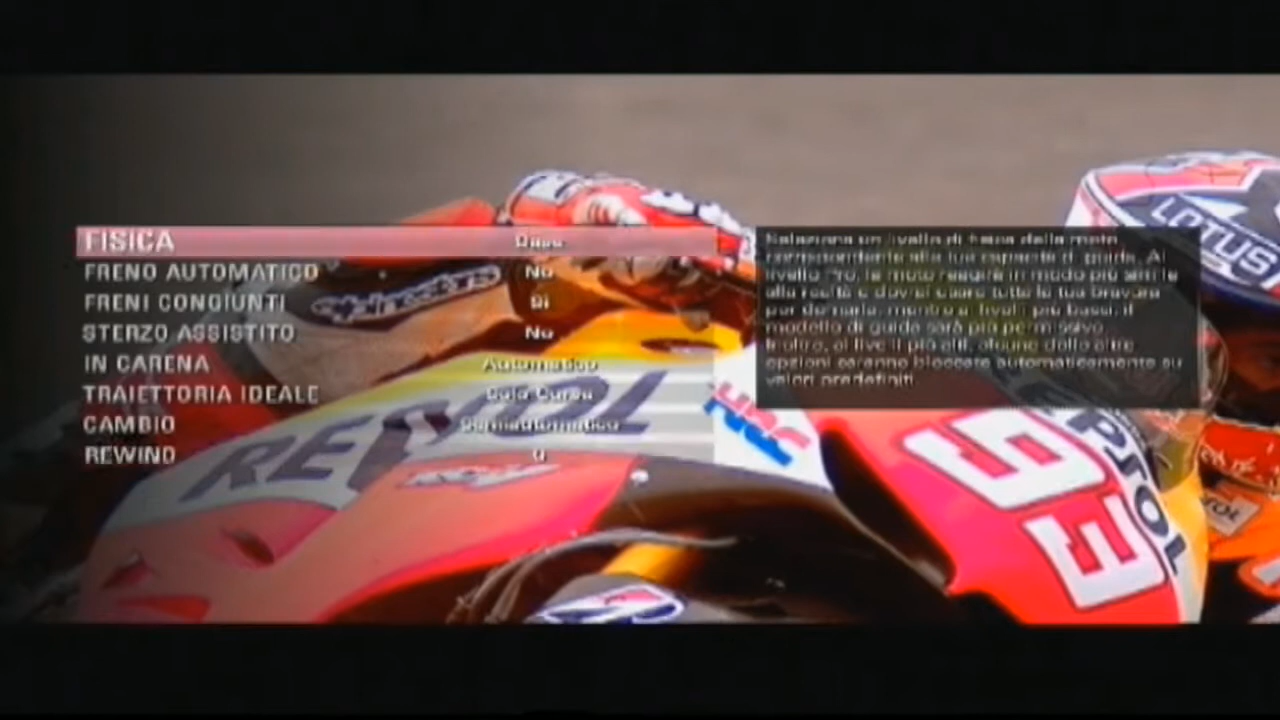 FISICA Base
FRENO AUTOMATICO No
FRENI CONGIUNTI Sì
STERZO ASSISTITO No
IN CARENA Automatico
TRAIETTORIA IDEALE Solo Curva
CAMBIO Semiautomatico
REWIND
Seleziona un livello di fisica della moto
corrispondente alla tua capacità di guida. Al
livello Pro, la moto reagirà in modo più simile
alla realtà e dovrai usare tutta la tua bravura
per domarla, mentre a livelli più bassi, il
modello di guida sarà più permissivo.
Inoltre, ai livelli più alti, alcune delle altre
opzioni saranno bloccate automaticamente su
valori predefiniti.
alpinestars
LOTUS
REPSOL
HRC
93
EPSOL